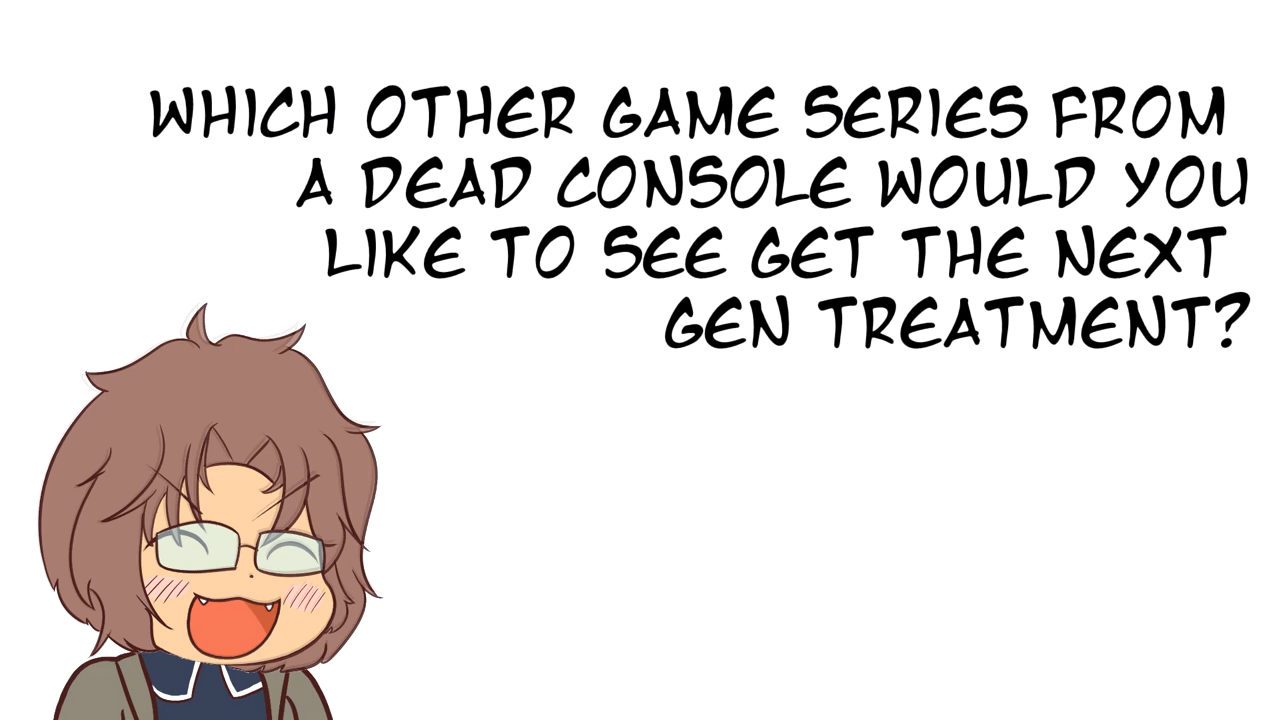 WHICH OTHER GAME SERIES FROM
A DEAD CONSOLE WOULD YOU
LIKE TO SEE GET THE NEXT
GEN TREATMENT?